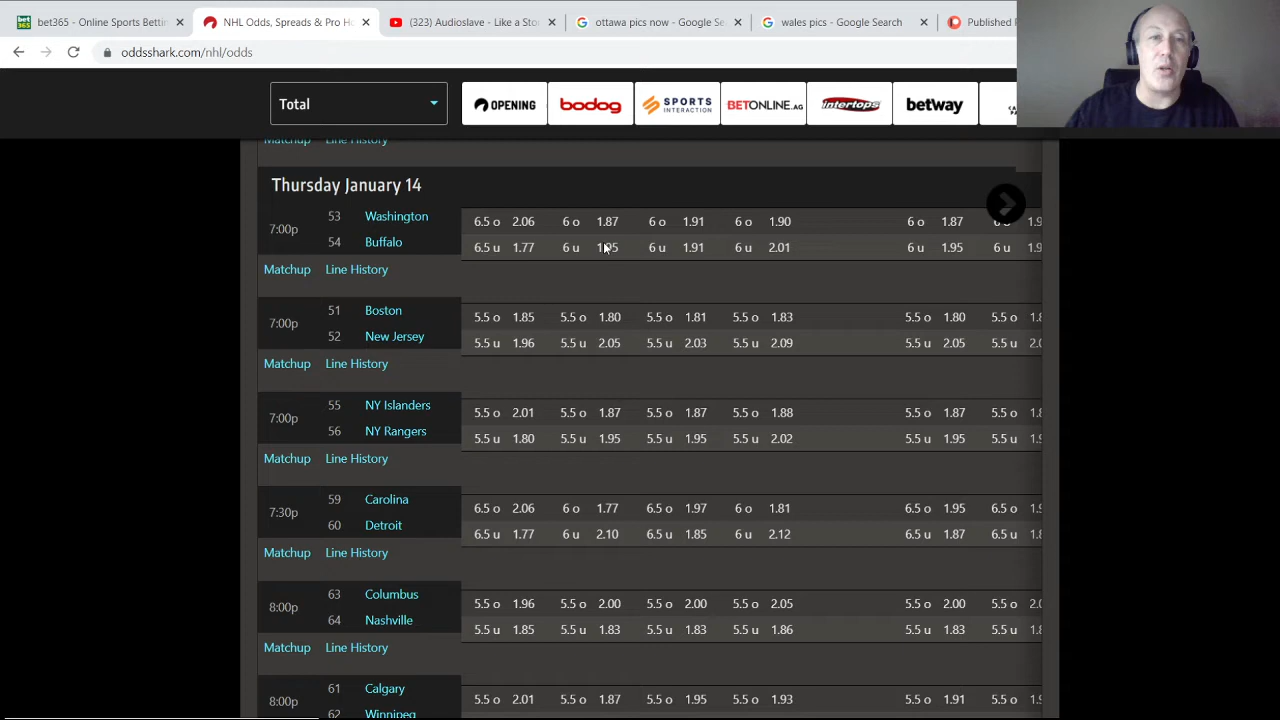 bet365 - Online Sports Bettin
NHL Odds, Spreads & Pro Ho
(323) Audioslave - Like a Sto
ottawa pics now - Google S
wales pics - Google Search
Published P
oddsshark.com/nhl/odds
Total
OPENING
bodog
SPORTS INTERACTION
BETONLINE.AG
intertops
betway
Matchup Line History
Thursday January 14
53 Washington 6.5 o 2.06 6 o 1.87 6 o 1.91 6 o 1.90 6 o 1.87
7:00p
54 Buffalo 6.5 u 1.77 6 u 1.95 6 u 1.91 6 u 2.01 6 u 1.95 6 u
Matchup Line History
51 Boston 5.5 o 1.85 5.5 o 1.80 5.5 o 1.81 5.5 o 1.83 5.5 o 1.80 5.5 o
7:00p
52 New Jersey 5.5 u 1.96 5.5 u 2.05 5.5 u 2.03 5.5 u 2.09 5.5 u 2.05 5.5 u
Matchup Line History
55 NY Islanders 5.5 o 2.01 5.5 o 1.87 5.5 o 1.87 5.5 o 1.88 5.5 o 1.87 5.5 o
7:00p
56 NY Rangers 5.5 u 1.80 5.5 u 1.95 5.5 u 1.95 5.5 u 2.02 5.5 u 1.95 5.5 u
Matchup Line History
59 Carolina 6.5 o 2.06 6 o 1.77 6.5 o 1.97 6 o 1.81 6.5 o 1.95 6.5 o
7:30p
60 Detroit 6.5 u 1.77 6 u 2.10 6.5 u 1.85 6 u 2.12 6.5 u 1.87 6.5 u
Matchup Line History
63 Columbus 5.5 o 1.96 5.5 o 2.00 5.5 o 2.00 5.5 o 2.05 5.5 o 2.00 5.5 o
8:00p
64 Nashville 5.5 u 1.85 5.5 u 1.83 5.5 u 1.83 5.5 u 1.86 5.5 u 1.83 5.5 u
Matchup Line History
61 Calgary 5.5 o 2.01 5.5 o 1.87 5.5 o 1.95 5.5 o 1.93 5.5 o 1.91 5.5 o
8:00p
62 Winnipeg